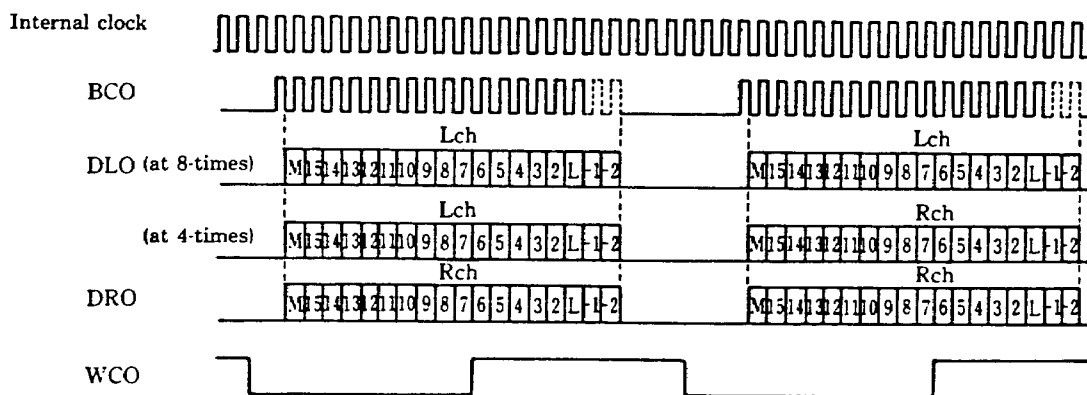 Internal clock
BCO
Lch Lch
DLO (at 8-times) M 15 14 13 12 11 10 9 8 7 6 5 4 3 2 L -1 -2 M 15 14 13 12 11 10 9 8 7 6 5 4 3 2 L -1 -2
Lch Rch
(at 4-times) M 15 14 13 12 11 10 9 8 7 6 5 4 3 2 L -1 -2 M 15 14 13 12 11 10 9 8 7 6 5 4 3 2 L -1 -2
Rch Rch
DRO M 15 14 13 12 11 10 9 8 7 6 5 4 3 2 L -1 -2 M 15 14 13 12 11 10 9 8 7 6 5 4 3 2 L -1 -2
WCO